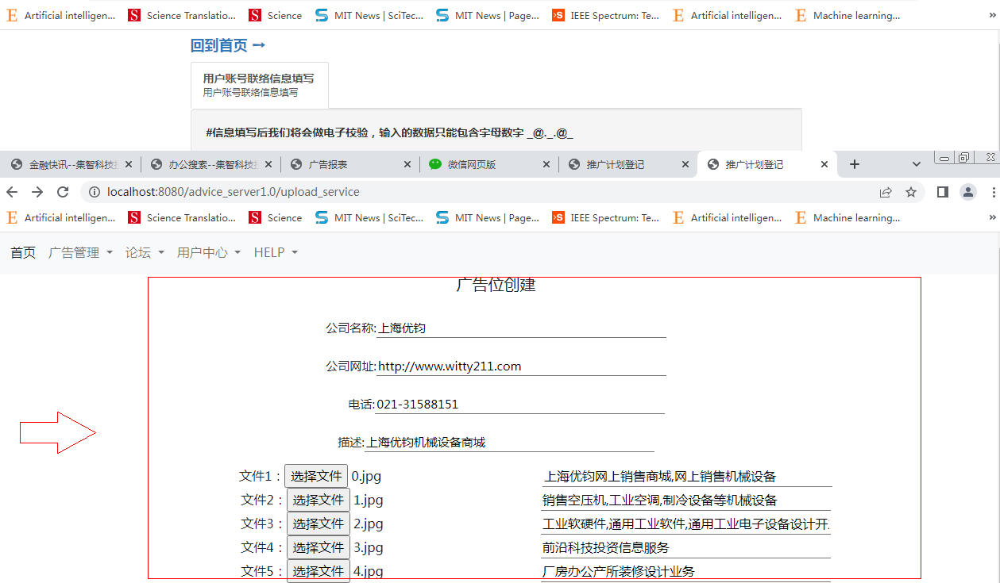 Artificial intelligen... Science Translatio... Science MIT News | SciTec... MIT News | Page... IEEE Spectrum: Te... Artificial intelligen... Machine learning... »
回到首页 →
用户账号联络信息填写
用户账号联络信息填写
#信息填写后我们将会做电子校验，输入的数据只能包含字母数字 _@._.@_
金融快讯--集智科技 办公搜索--集智科技 广告报表 微信网页版 推广计划登记 推广计划登记
localhost:8080/advice_server1.0/upload_service
Artificial intelligen... Science Translatio... Science MIT News | SciTec... MIT News | Page... IEEE Spectrum: Te... Artificial intelligen... Machine learning... »
首页 广告管理 论坛 用户中心 HELP
广告位创建
公司名称:上海优钧
公司网址:http://www.witty211.com
电话:021-31588151
描述:上海优钧机械设备商城
文件1：选择文件 0.jpg 上海优钧网上销售商城,网上销售机械设备
文件2：选择文件 1.jpg 销售空压机,工业空调,制冷设备等机械设备
文件3：选择文件 2.jpg 工业软硬件,通用工业软件,通用工业电子设备设计开
文件4：选择文件 3.jpg 前沿科技投资信息服务
文件5：选择文件 4.jpg 厂房办公产所装修设计业务